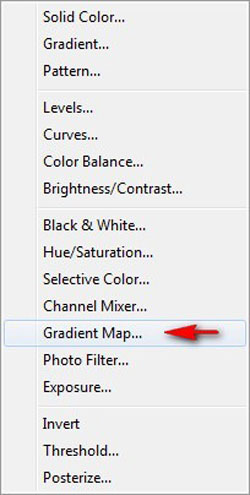 Solid Color...
Gradient...
Pattern...
Levels...
Curves...
Color Balance...
Brightness/Contrast...
Black & White...
Hue/Saturation...
Selective Color...
Channel Mixer...
Gradient Map...
Photo Filter...
Exposure...
Invert
Threshold...
Posterize...